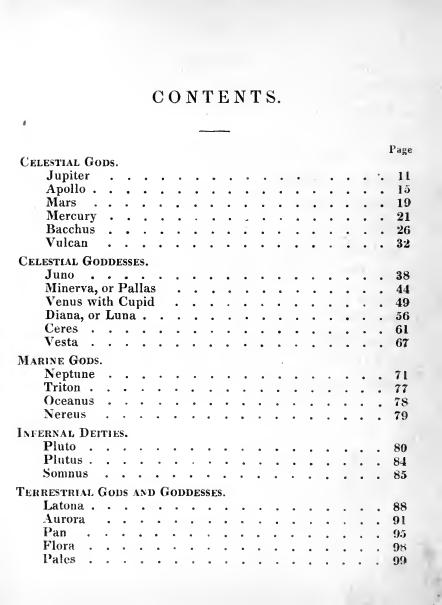 CONTENTS.
Page
CELESTIAL GODS.
Jupiter . . . . . . . . . . . . . . 11
Apollo . . . . . . . . . . . . . . 15
Mars . . . . . . . . . . . . . . 19
Mercury . . . . . . . . . . . . . 21
Bacchus . . . . . . . . . . . . . 26
Vulcan . . . . . . . . . . . . . 32
CELESTIAL GODDESSES.
Juno . . . . . . . . . . . . . . 38
Minerva, or Pallas . . . . . . . . . . 44
Venus with Cupid . . . . . . . . . . 49
Diana, or Luna . . . . . . . . . . . . 56
Ceres . . . . . . . . . . . . . . 61
Vesta . . . . . . . . . . . . . . 67
MARINE GODS.
Neptune . . . . . . . . . . . . . 71
Triton . . . . . . . . . . . . . . 77
Oceanus . . . . . . . . . . . . . 78
Nereus . . . . . . . . . . . . . 79
INFERNAL DEITIES.
Pluto . . . . . . . . . . . . . . 80
Plutus . . . . . . . . . . . . . . 84
Somnus . . . . . . . . . . . . . 85
TERRESTRIAL GODS AND GODDESSES.
Latona . . . . . . . . . . . . . . 88
Aurora . . . . . . . . . . . . . 91
Pan . . . . . . . . . . . . . . 95
Flora . . . . . . . . . . . . . . 98
Pales . . . . . . . . . . . . . . 99